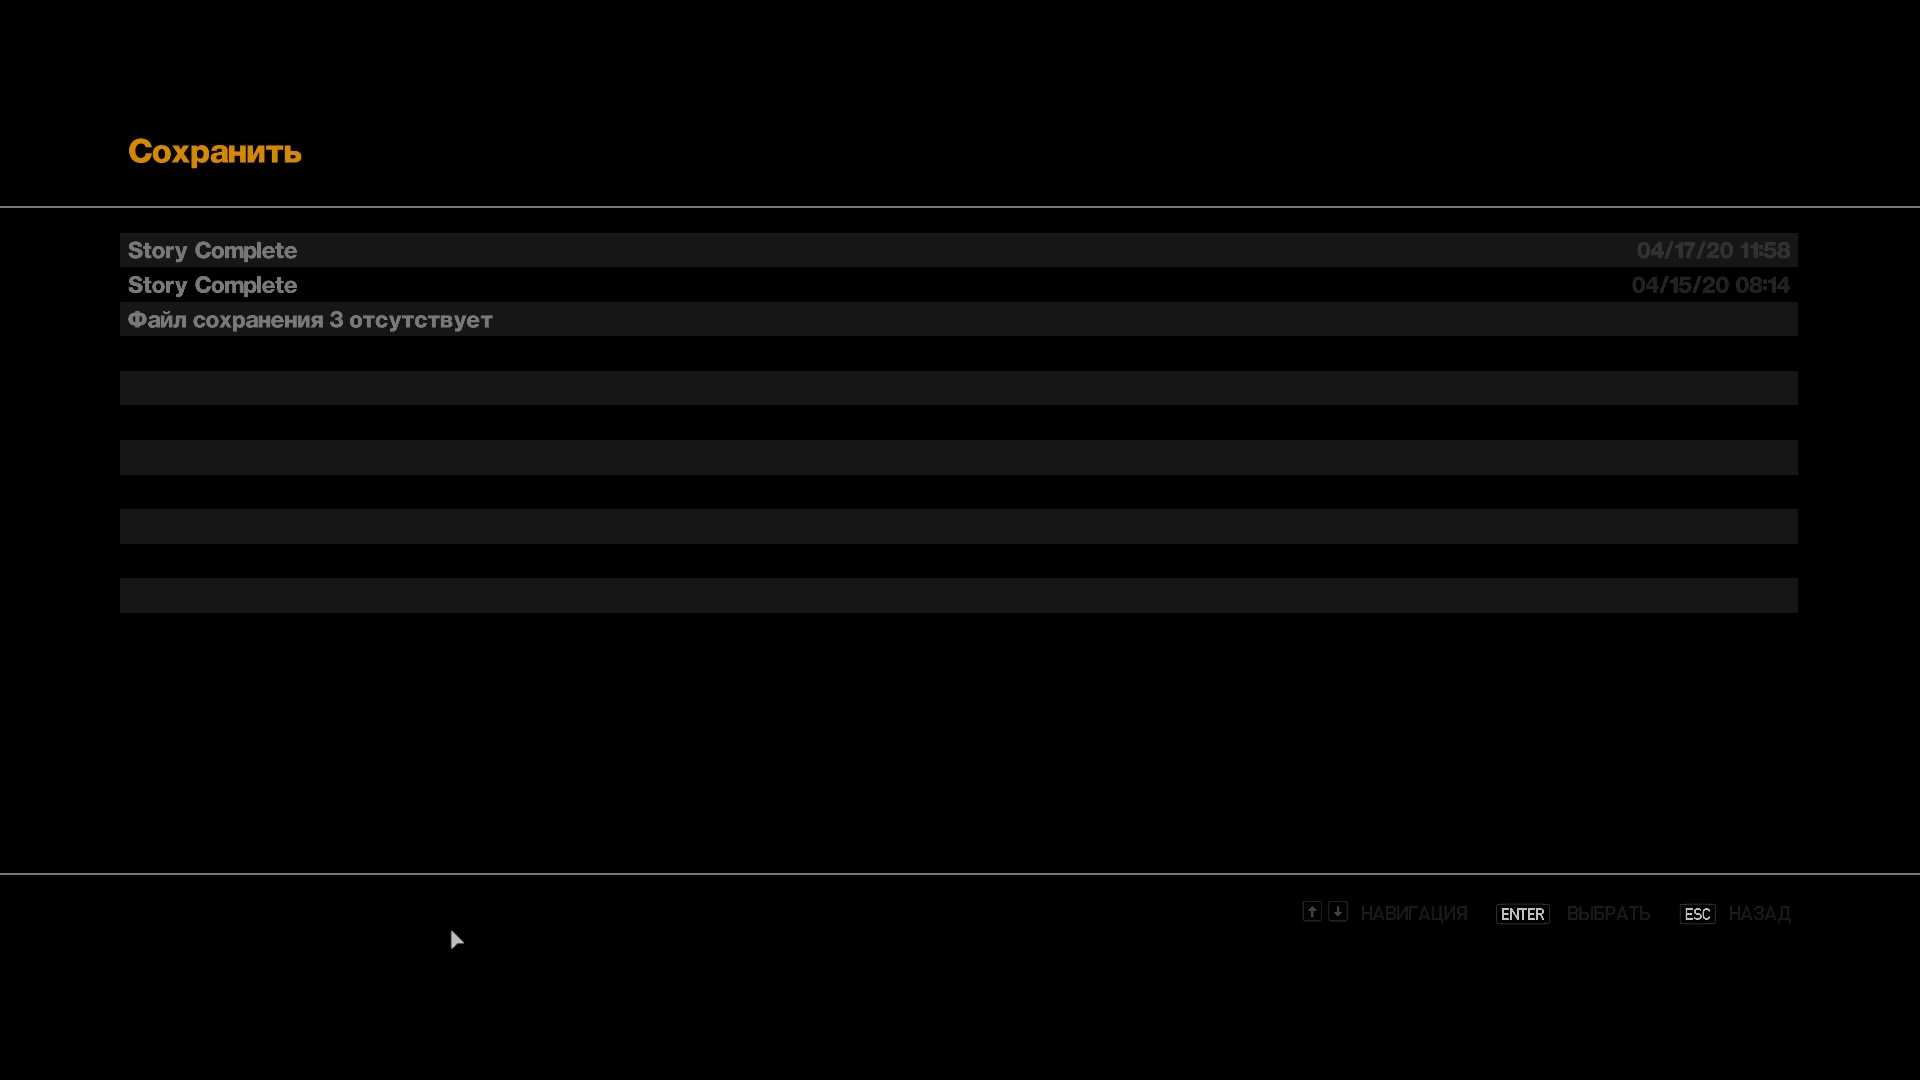 Сохранить
Story Complete 04/17/20 11:58
Story Complete 04/15/20 08:14
Файл сохранения 3 отсутствует
↑ ↓ НАВИГАЦИЯ ENTER ВЫБРАТЬ ESC НАЗАД